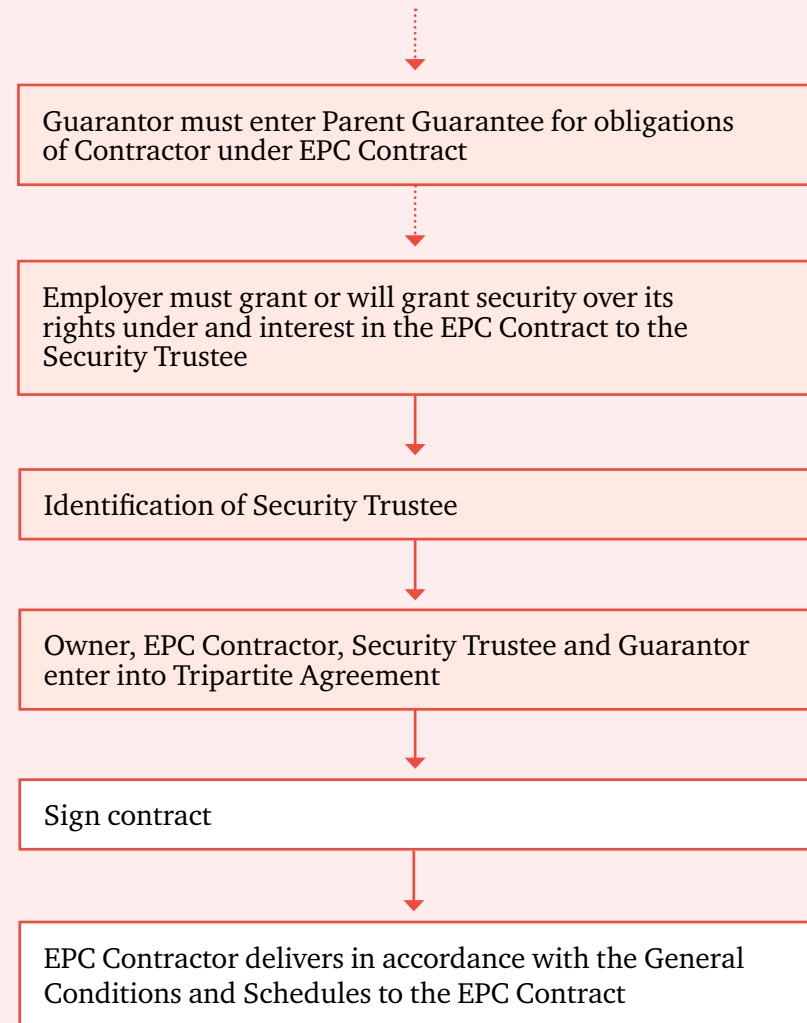 Guarantor must enter Parent Guarantee for obligations
of Contractor under EPC Contract
Employer must grant or will grant security over its
rights under and interest in the EPC Contract to the
Security Trustee
Identification of Security Trustee
Owner, EPC Contractor, Security Trustee and Guarantor
enter into Tripartite Agreement
Sign contract
EPC Contractor delivers in accordance with the General
Conditions and Schedules to the EPC Contract